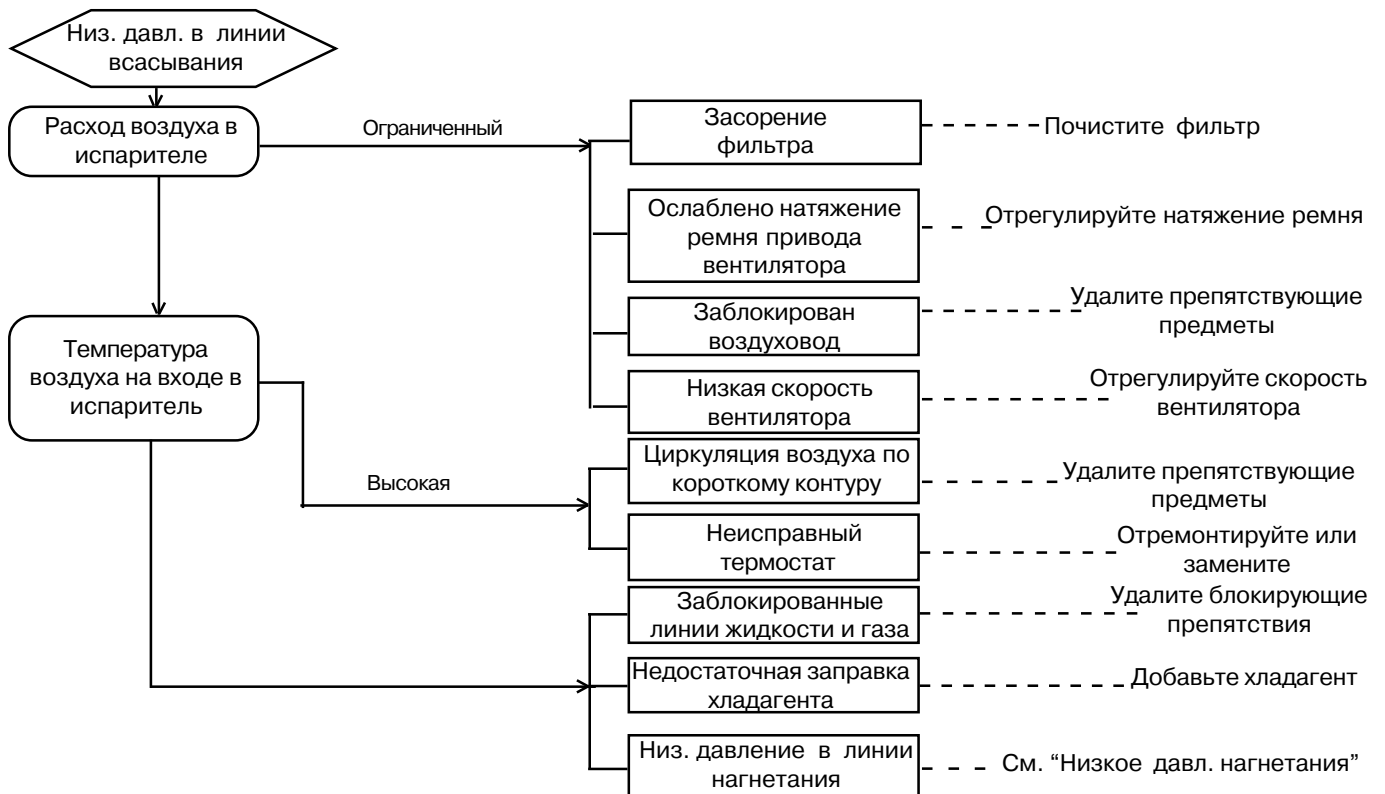 Низ. давл. в линии
всасывания
Расход воздуха в
испарителе
Ограниченный
Засорение
фильтра
Почистите фильтр
Ослаблено натяжение
ремня привода
вентилятора
Отрегулируйте натяжение ремня
Заблокирован
воздуховод
Удалите препятствующие
предметы
Температура
воздуха на входе в
испаритель
Низкая скорость
вентилятора
Отрегулируйте скорость
вентилятора
Высокая
Циркуляция воздуха по
короткому контуру
Удалите препятствующие
предметы
Неисправный
термостат
Отремонтируйте или
замените
Заблокированные
линии жидкости и газа
Удалите блокирующие
препятствия
Недостаточная заправка
хладагента
Добавьте хладагент
Низ. давление в линии
нагнетания
См. “Низкое давл. нагнетания”